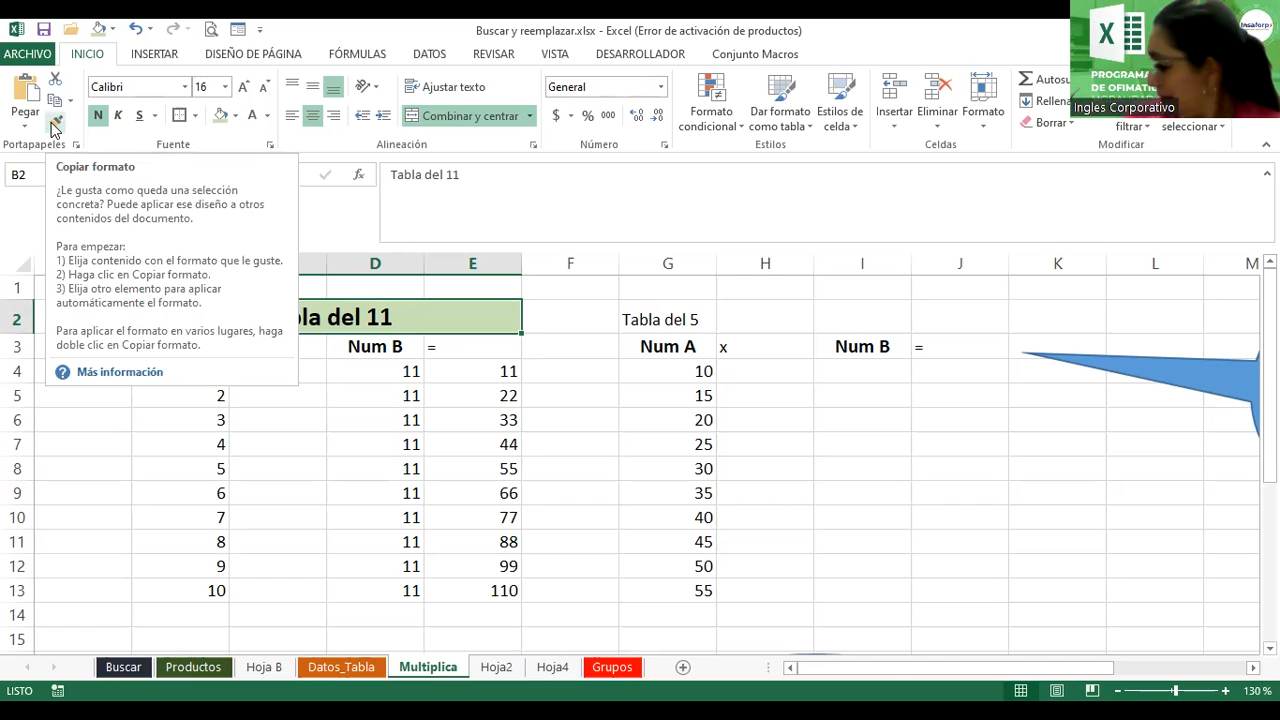 Buscar y reemplazar.xlsx - Excel (Error de activación de productos)
ARCHIVO INICIO INSERTAR DISEÑO DE PÁGINA FÓRMULAS DATOS REVISAR VISTA DESARROLLADOR Conjunto Macros
Insaforp
PROGRAMA
DE OFIMÁTI
Ingles Corporativo
Pegar
Calibri 16
N K S
Ajustar texto
Combinar y centrar
General
$ % 000
Formato condicional
Dar formato como tabla
Estilos de celda
Insertar
Eliminar
Formato
Autosu
Rellena
Borrar
filtrar
seleccionar
Portapapeles Fuente Alineación Número Estilos Celdas Modificar
B2
Tabla del 11
Copiar formato
¿Le gusta como queda una selección
concreta? Puede aplicar ese diseño a otros
contenidos del documento.
Para empezar:
1) Elija contenido con el formato que le guste.
2) Haga clic en Copiar formato.
3) Elija otro elemento para aplicar
automáticamente el formato.
Para aplicar el formato en varios lugares, haga
doble clic en Copiar formato.
Más información
D E F G H I J K L M
1
2 bla del 11 Tabla del 5
3 Num B = Num A x Num B =
4 11 11 10
5 2 11 22 15
6 3 11 33 20
7 4 11 44 25
8 5 11 55 30
9 6 11 66 35
10 7 11 77 40
11 8 11 88 45
12 9 11 99 50
13 10 11 110 55
14
15
Buscar Productos Hoja B Datos_Tabla Multiplica Hoja2 Hoja4 Grupos
LISTO
130 %